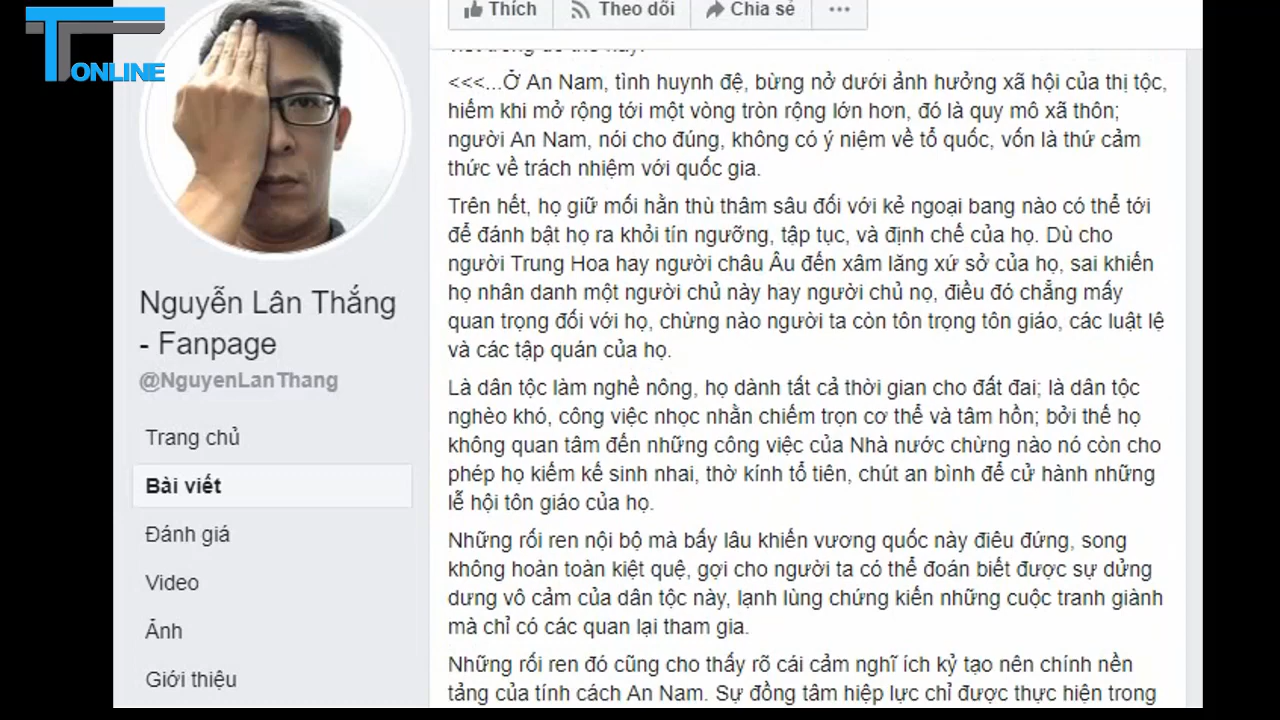 TT ONLINE
Thích Theo dõi Chia sẻ ...
<<<...Ở An Nam, tình huynh đệ, bừng nở dưới ảnh hưởng xã hội của thị tộc,
hiếm khi mở rộng tới một vòng tròn rộng lớn hơn, đó là quy mô xã thôn;
người An Nam, nói cho đúng, không có ý niệm về tổ quốc, vốn là thứ cảm
thức về trách nhiệm với quốc gia.
Trên hết, họ giữ mối hằn thù thâm sâu đối với kẻ ngoại bang nào có thể tới
để đánh bật họ ra khỏi tín ngưỡng, tập tục, và định chế của họ. Dù cho
người Trung Hoa hay người châu Âu đến xâm lăng xứ sở của họ, sai khiến
họ nhân danh một người chủ này hay người chủ nọ, điều đó chẳng mấy
quan trọng đối với họ, chừng nào người ta còn tôn trọng tôn giáo, các luật lệ
và các tập quán của họ.
Là dân tộc làm nghề nông, họ dành tất cả thời gian cho đất đai; là dân tộc
nghèo khó, công việc nhọc nhằn chiếm trọn cơ thể và tâm hồn; bởi thế họ
không quan tâm đến những công việc của Nhà nước chừng nào nó còn cho
phép họ kiếm kế sinh nhai, thờ kính tổ tiên, chút an bình để cử hành những
lễ hội tôn giáo của họ.
Những rối ren nội bộ mà bấy lâu khiến vương quốc này điêu đứng, song
không hoàn toàn kiệt quệ, gợi cho người ta có thể đoán biết được sự dửng
dưng vô cảm của dân tộc này, lạnh lùng chứng kiến những cuộc tranh giành
mà chỉ có các quan lại tham gia.
Những rối ren đó cũng cho thấy rõ cái cảm nghĩ ích kỷ tạo nên chính nền
tảng của tính cách An Nam. Sự đồng tâm hiệp lực chỉ được thực hiện trong
Nguyễn Lân Thắng
- Fanpage
@NguyenLanThang
Trang chủ
Bài viết
Đánh giá
Video
Ảnh
Giới thiệu